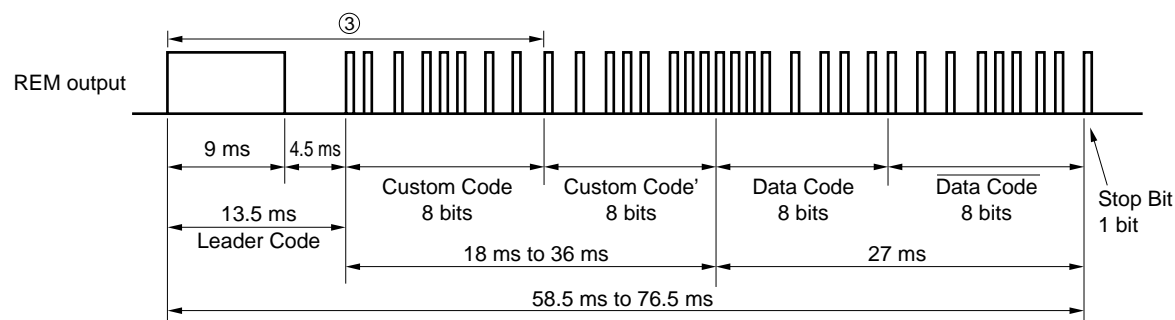 ③
REM output
9 ms
4.5 ms
Custom Code
8 bits
Custom Code'
8 bits
Data Code
8 bits
Data Code
8 bits
Stop Bit
1 bit
13.5 ms
Leader Code
18 ms to 36 ms
27 ms
58.5 ms to 76.5 ms